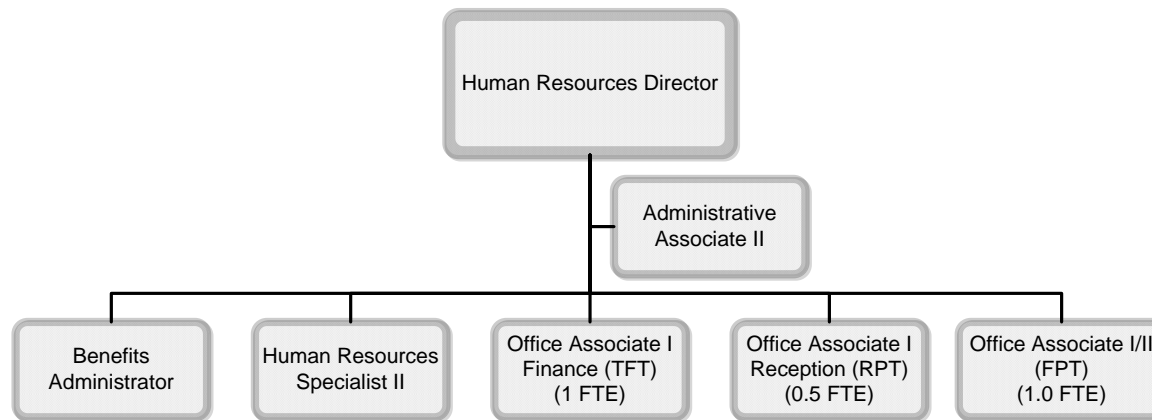 Human Resources Director
Administrative
Associate II
Benefits
Administrator
Human Resources
Specialist II
Office Associate I
Finance (TFT)
(1 FTE)
Office Associate I
Reception (RPT)
(0.5 FTE)
Office Associate I/II
(FPT)
(1.0 FTE)